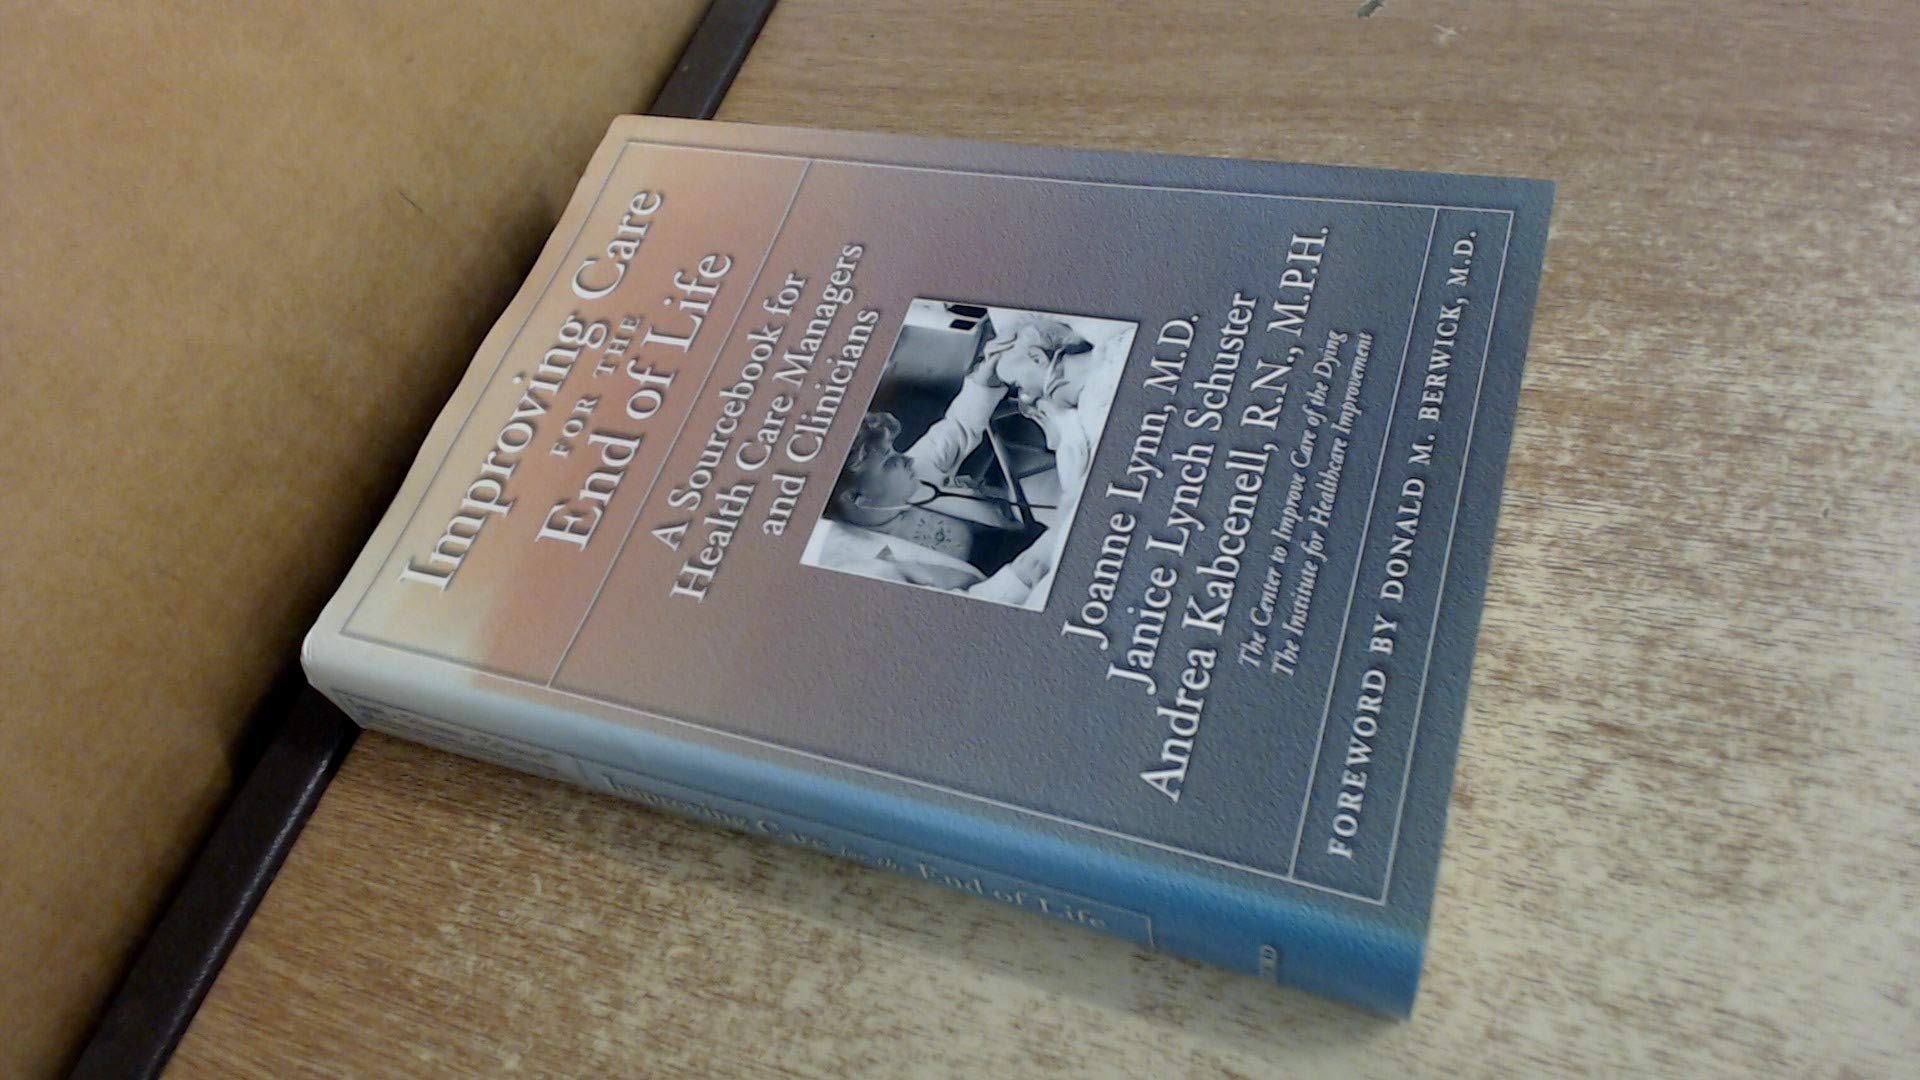 Improving Care
FOR THE
End of Life
A Sourcebook for
Health Care Managers
and Clinicians
Joanne Lynn, M.D.
Janice Lynch Schuster
Andrea Kabcenell, R.N., M.P.H.
The Center to Improve Care of the Dying
The Institute for Healthcare Improvement
FOREWORD BY DONALD M. BERWICK, M.D.
Improving Care for the End of Life